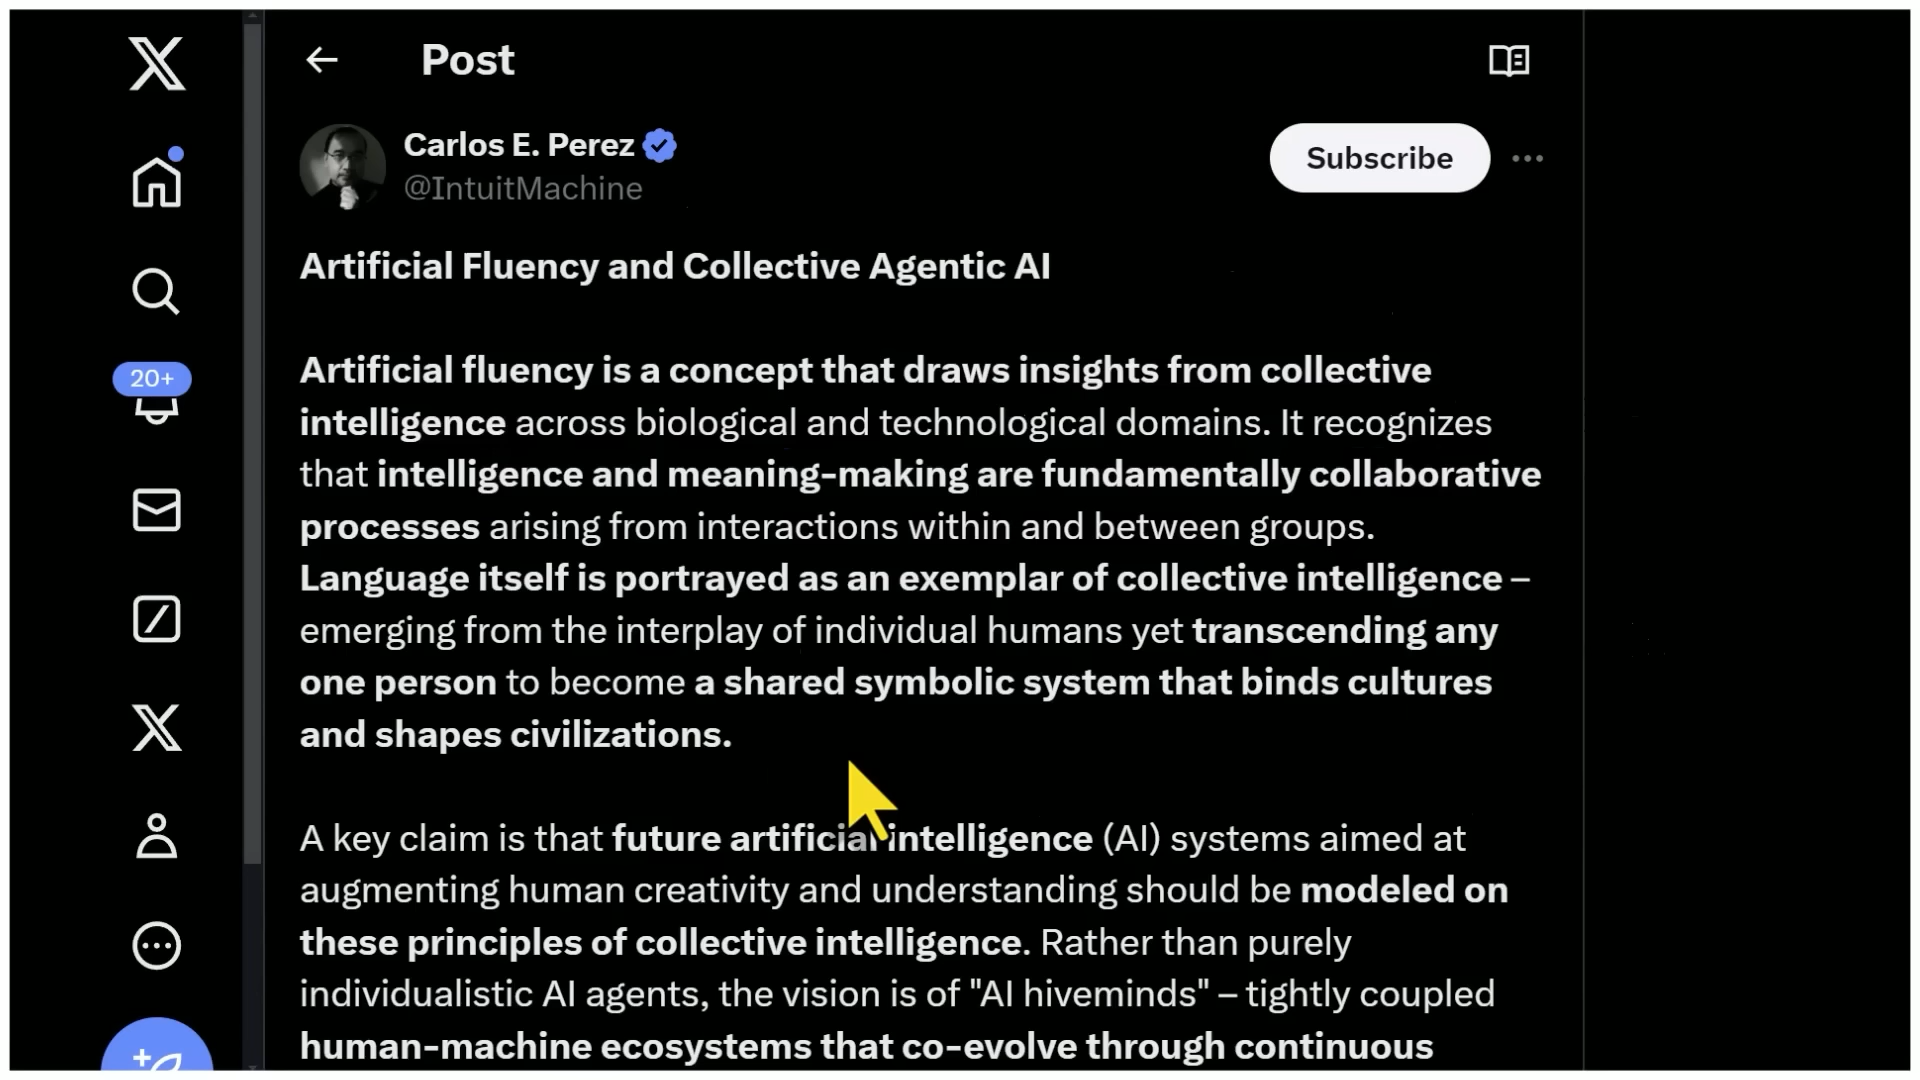 Post
Carlos E. Perez
@IntuitMachine
Subscribe
20+
Artificial Fluency and Collective Agentic AI
Artificial fluency is a concept that draws insights from collective
intelligence across biological and technological domains. It recognizes
that intelligence and meaning-making are fundamentally collaborative
processes arising from interactions within and between groups.
Language itself is portrayed as an exemplar of collective intelligence –
emerging from the interplay of individual humans yet transcending any
one person to become a shared symbolic system that binds cultures
and shapes civilizations.
A key claim is that future artificial intelligence (AI) systems aimed at
augmenting human creativity and understanding should be modeled on
these principles of collective intelligence. Rather than purely
individualistic AI agents, the vision is of "AI hiveminds" – tightly coupled
human-machine ecosystems that co-evolve through continuous